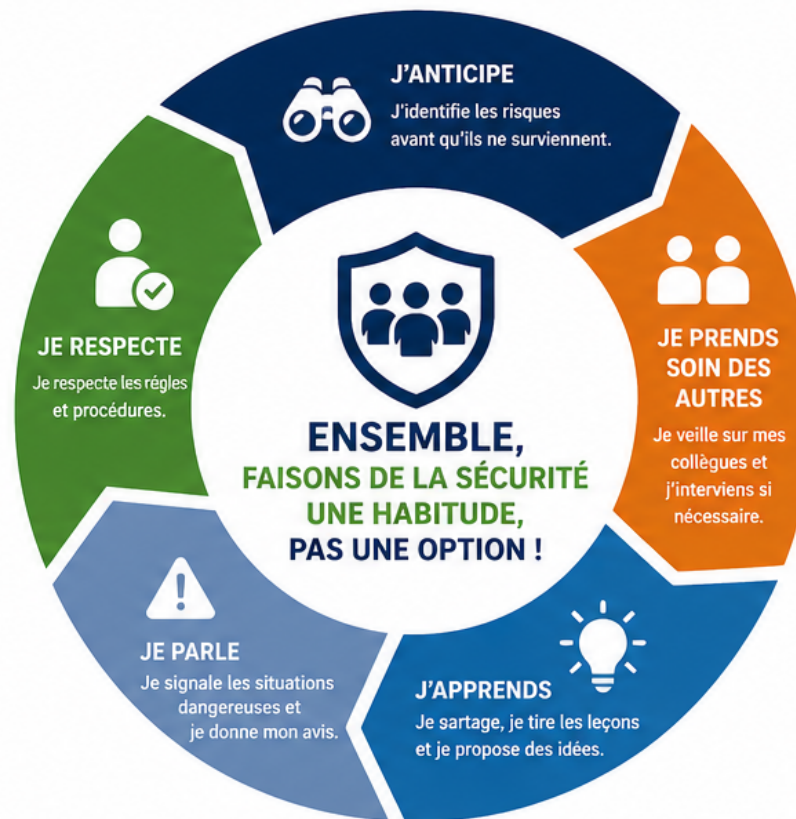 J'ANTICIPE
J'identifie les risques
avant qu'ils ne surviennent.
JE PRENDS
SOIN DES
AUTRES
Je veille sur mes
collègues et
j'interviens si
nécessaire.
J'APPRENDS
Je sartage, je tire les leçons
et je propose des idées.
JE PARLE
Je signale les situations
dangereuses et
je donne mon avis.
JE RESPECTE
Je respecte les régles
et procédures.
ENSEMBLE,
FAISONS DE LA SÉCURITÉ
UNE HABITUDE,
PAS UNE OPTION !